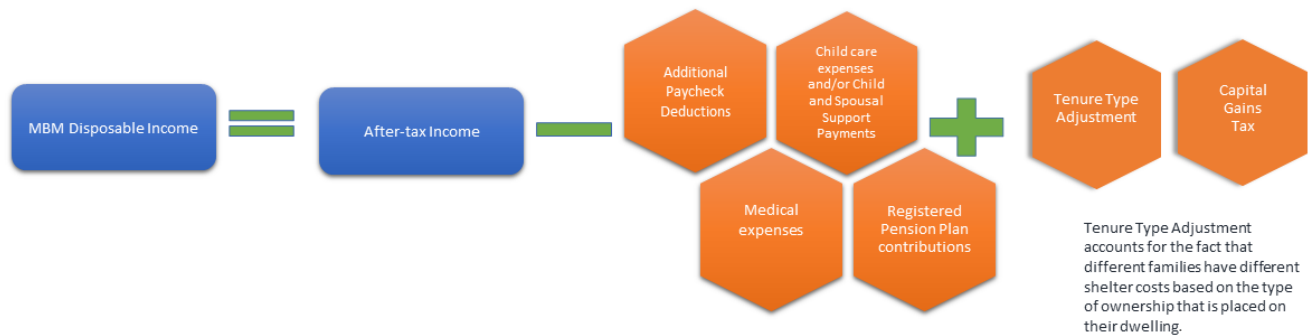 MBM Disposable Income
After-tax Income
Additional
Paycheck
Deductions
Child care
expenses
and/or Child
and Spousal
Support
Payments
Medical
expenses
Registered
Pension Plan
contributions
Tenure Type
Adjustment
Capital
Gains
Tax
Tenure Type Adjustment
accounts for the fact that
different families have different
shelter costs based on the type
of ownership that is placed on
their dwelling.